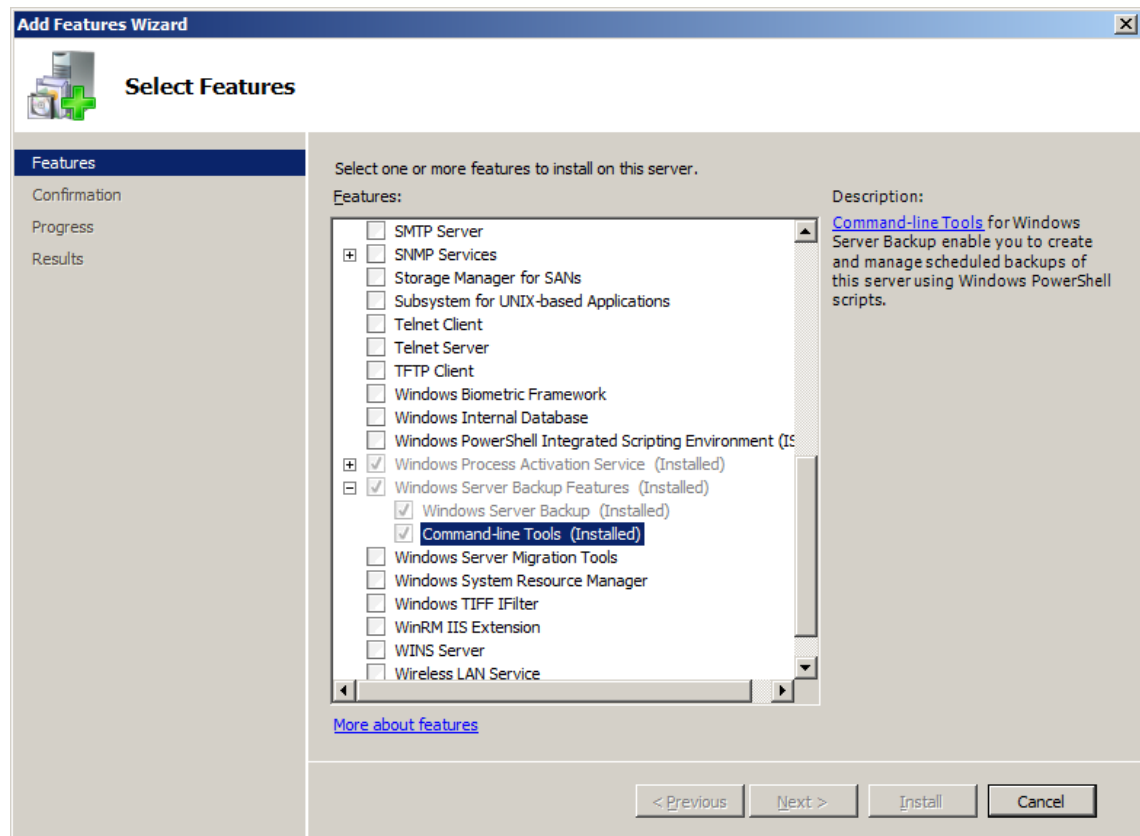 Add Features Wizard
Select Features
Features
Confirmation
Progress
Results
Select one or more features to install on this server.
Features:
SMTP Server
SNMP Services
Storage Manager for SANs
Subsystem for UNIX-based Applications
Telnet Client
Telnet Server
TFTP Client
Windows Biometric Framework
Windows Internal Database
Windows PowerShell Integrated Scripting Environment (IS
Windows Process Activation Service (Installed)
Windows Server Backup Features (Installed)
Windows Server Backup (Installed)
Command-line Tools (Installed)
Windows Server Migration Tools
Windows System Resource Manager
Windows TIFF IFilter
WinRM IIS Extension
WINS Server
Wireless LAN Service
More about features
Description:
Command-line Tools for Windows
Server Backup enable you to create
and manage scheduled backups of
this server using Windows PowerShell
scripts.
< Previous
Next >
Install
Cancel